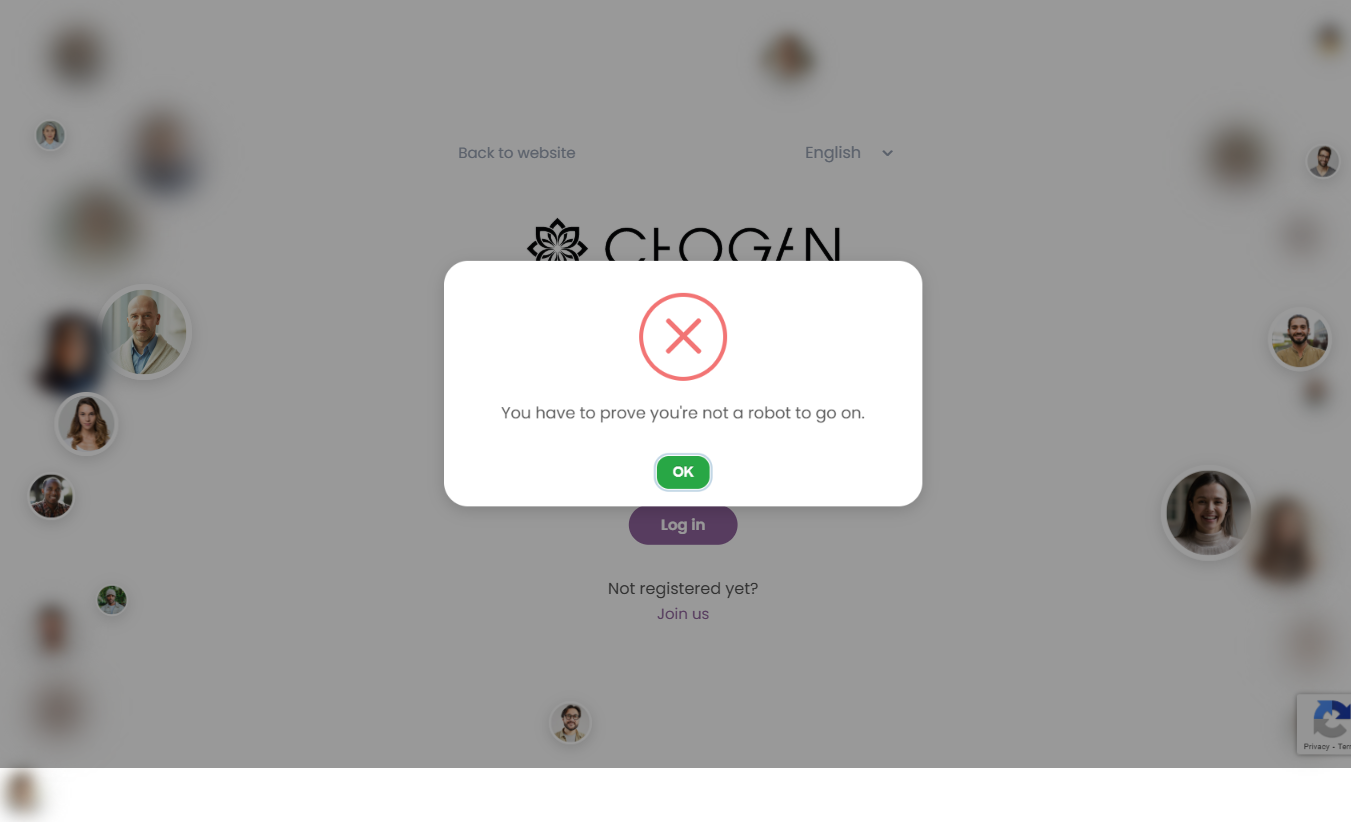 Back to website
English
CHOGAN
You have to prove you're not a robot to go on.
OK
Log in
Not registered yet?
Join us
Privacy - Ter